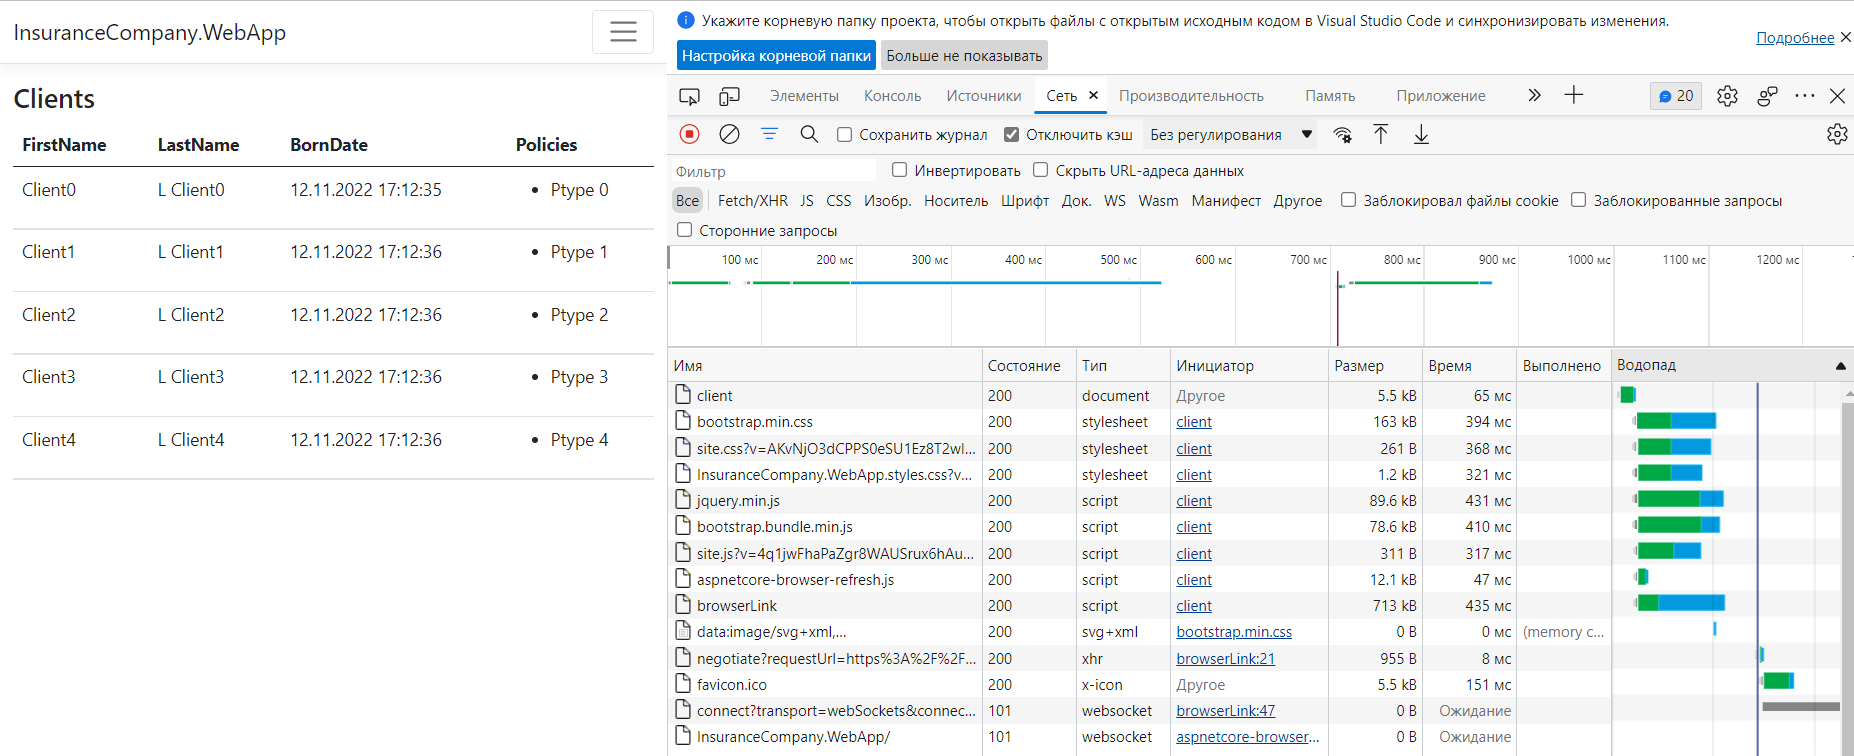 InsuranceCompany.WebApp
Clients
FirstName LastName BornDate Policies
Client0 L Client0 12.11.2022 17:12:35 • Ptype 0
Client1 L Client1 12.11.2022 17:12:36 • Ptype 1
Client2 L Client2 12.11.2022 17:12:36 • Ptype 2
Client3 L Client3 12.11.2022 17:12:36 • Ptype 3
Client4 L Client4 12.11.2022 17:12:36 • Ptype 4
Укажите корневую папку проекта, чтобы открыть файлы с открытым исходным кодом в Visual Studio Code и синхронизировать изменения.
Подробнее
Настройка корневой папки Больше не показывать
Элементы Консоль Источники Сеть Производительность Память Приложение 20
Сохранить журнал Отключить кэш Без регулирования
Фильтр Инвертировать Скрыть URL-адреса данных
Все Fetch/XHR JS CSS Изобр. Носитель Шрифт Док. WS Wasm Манифест Другое Заблокировал файлы cookie Заблокированные запросы
Сторонние запросы
100 мс 200 мс 300 мс 400 мс 500 мс 600 мс 700 мс 800 мс 900 мс 1000 мс 1100 мс 1200 мс
Имя Состояние Тип Инициатор Размер Время Выполнено Водопад
client 200 document Другое 5.5 kB 65 мс
bootstrap.min.css 200 stylesheet client 163 kB 394 мс
site.css?v=AKvNjO3dCPPS0eSU1Ez8T2wI... 200 stylesheet client 261 B 368 мс
InsuranceCompany.WebApp.styles.css?v... 200 stylesheet client 1.2 kB 321 мс
jquery.min.js 200 script client 89.6 kB 431 мс
bootstrap.bundle.min.js 200 script client 78.6 kB 410 мс
site.js?v=4q1jwFhaPaZgr8WAUSrux6hAu... 200 script client 311 B 317 мс
aspnetcore-browser-refresh.js 200 script client 12.1 kB 47 мс
browserLink 200 script client 713 kB 435 мс
data:image/svg+xml,... 200 svg+xml bootstrap.min.css 0 B 0 мс (memory c...
negotiate?requestUrl=https%3A%2F%2F... 200 xhr browserLink:21 955 B 8 мс
favicon.ico 200 x-icon Другое 5.5 kB 151 мс
connect?transport=webSockets&connec... 101 websocket browserLink:47 0 B Ожидание
InsuranceCompany.WebApp/ 101 websocket aspnetcore-browser... 0 B Ожидание